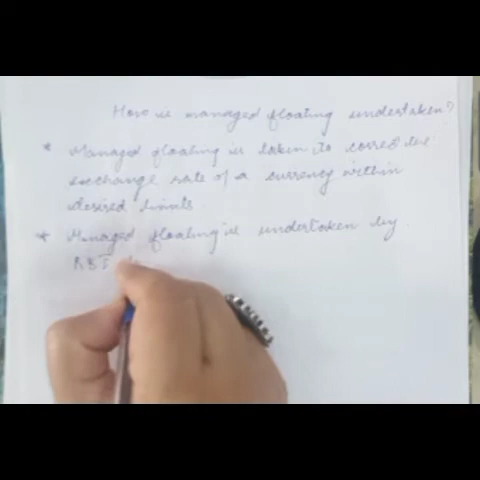 How is managed floating undertaken?
* Managed floating is taken to correct the
exchange rate of a currency within
desired limits
* Managed floating is undertaken by
RBI